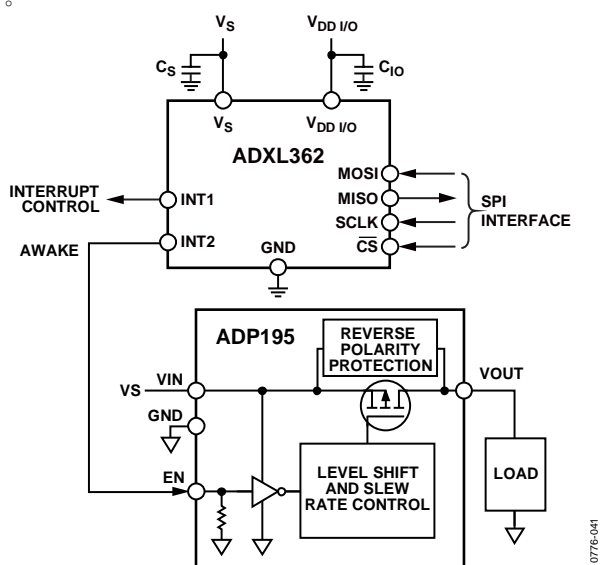 VS
VDD I/O
CS
CIO
VS
VDD I/O
ADXL362
MOSI
MISO
SCLK
CS
SPI
INTERFACE
INTERRUPT
CONTROL
INT1
INT2
AWAKE
GND
ADP195
REVERSE
POLARITY
PROTECTION
VS
VIN
VOUT
GND
EN
LEVEL SHIFT
AND SLEW
RATE CONTROL
LOAD
0776-041